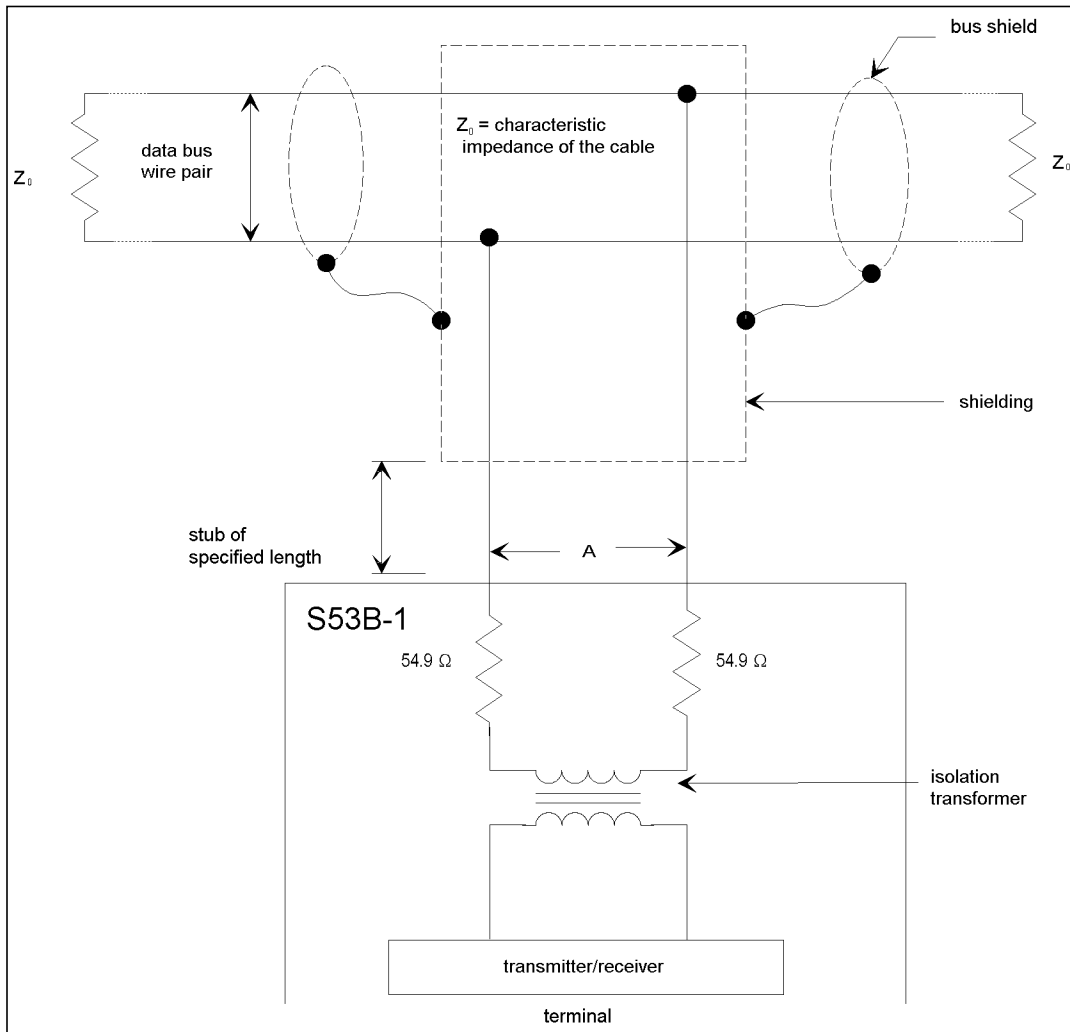 bus shield
Z₀ = characteristic
impedance of the cable
data bus
wire pair
Z₀
Z₀
shielding
stub of
specified length
A
S53B-1
54.9 Ω
54.9 Ω
isolation
transformer
transmitter/receiver
terminal